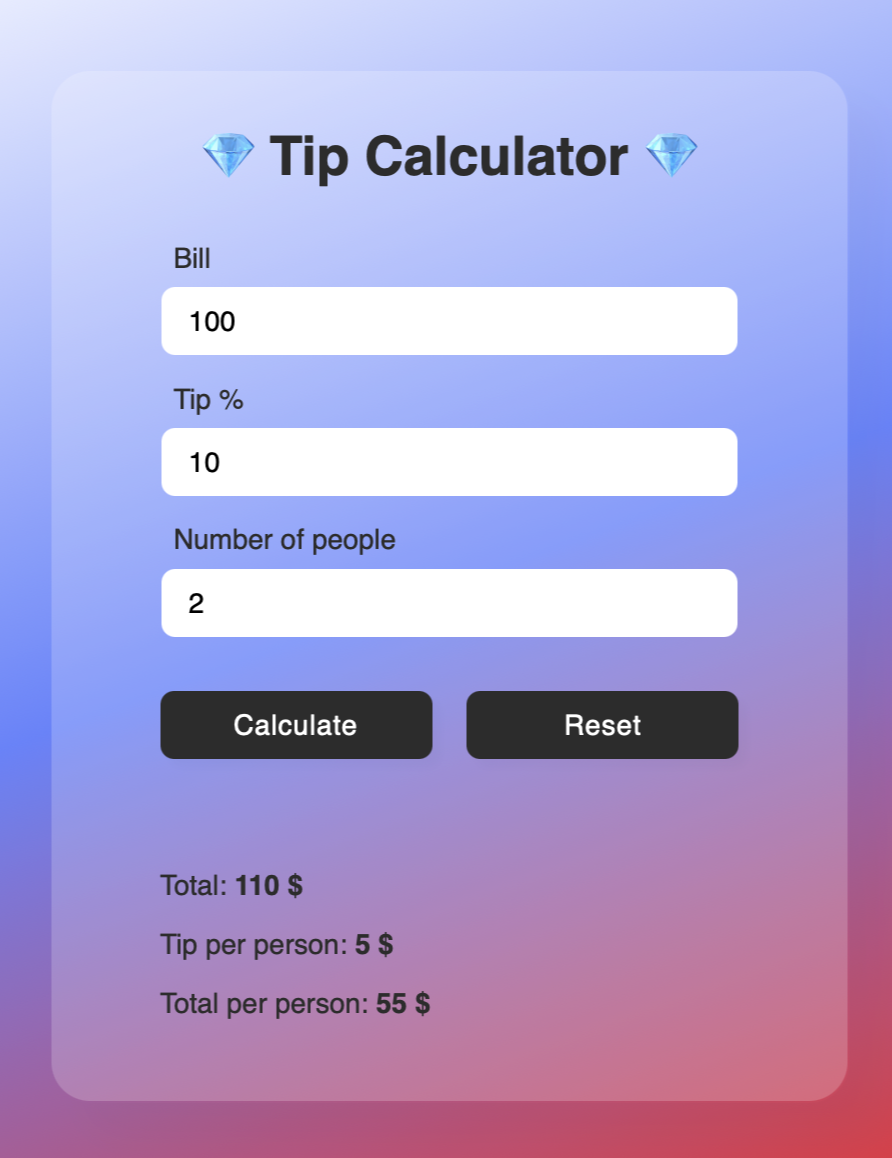 💎 Tip Calculator 💎
Bill
100
Tip %
10
Number of people
2
Calculate Reset
Total: 110 $
Tip per person: 5 $
Total per person: 55 $